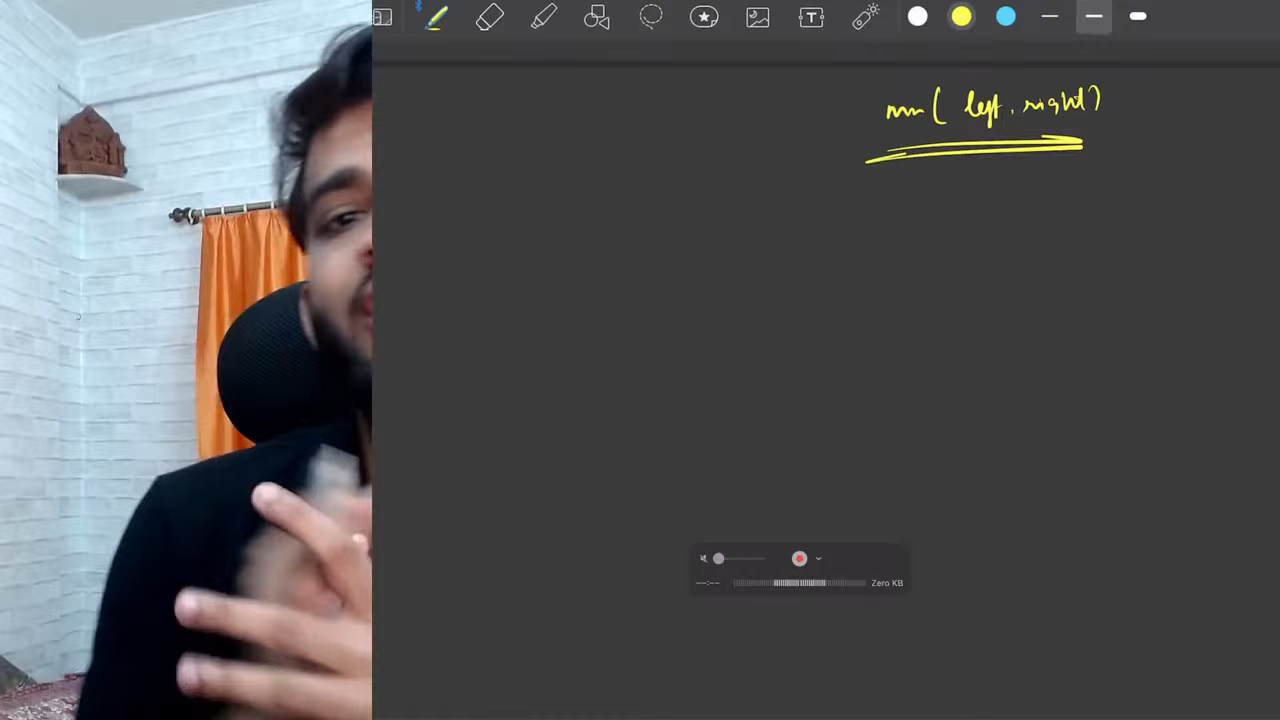 min( left, right)
--:--
Zero KB
T